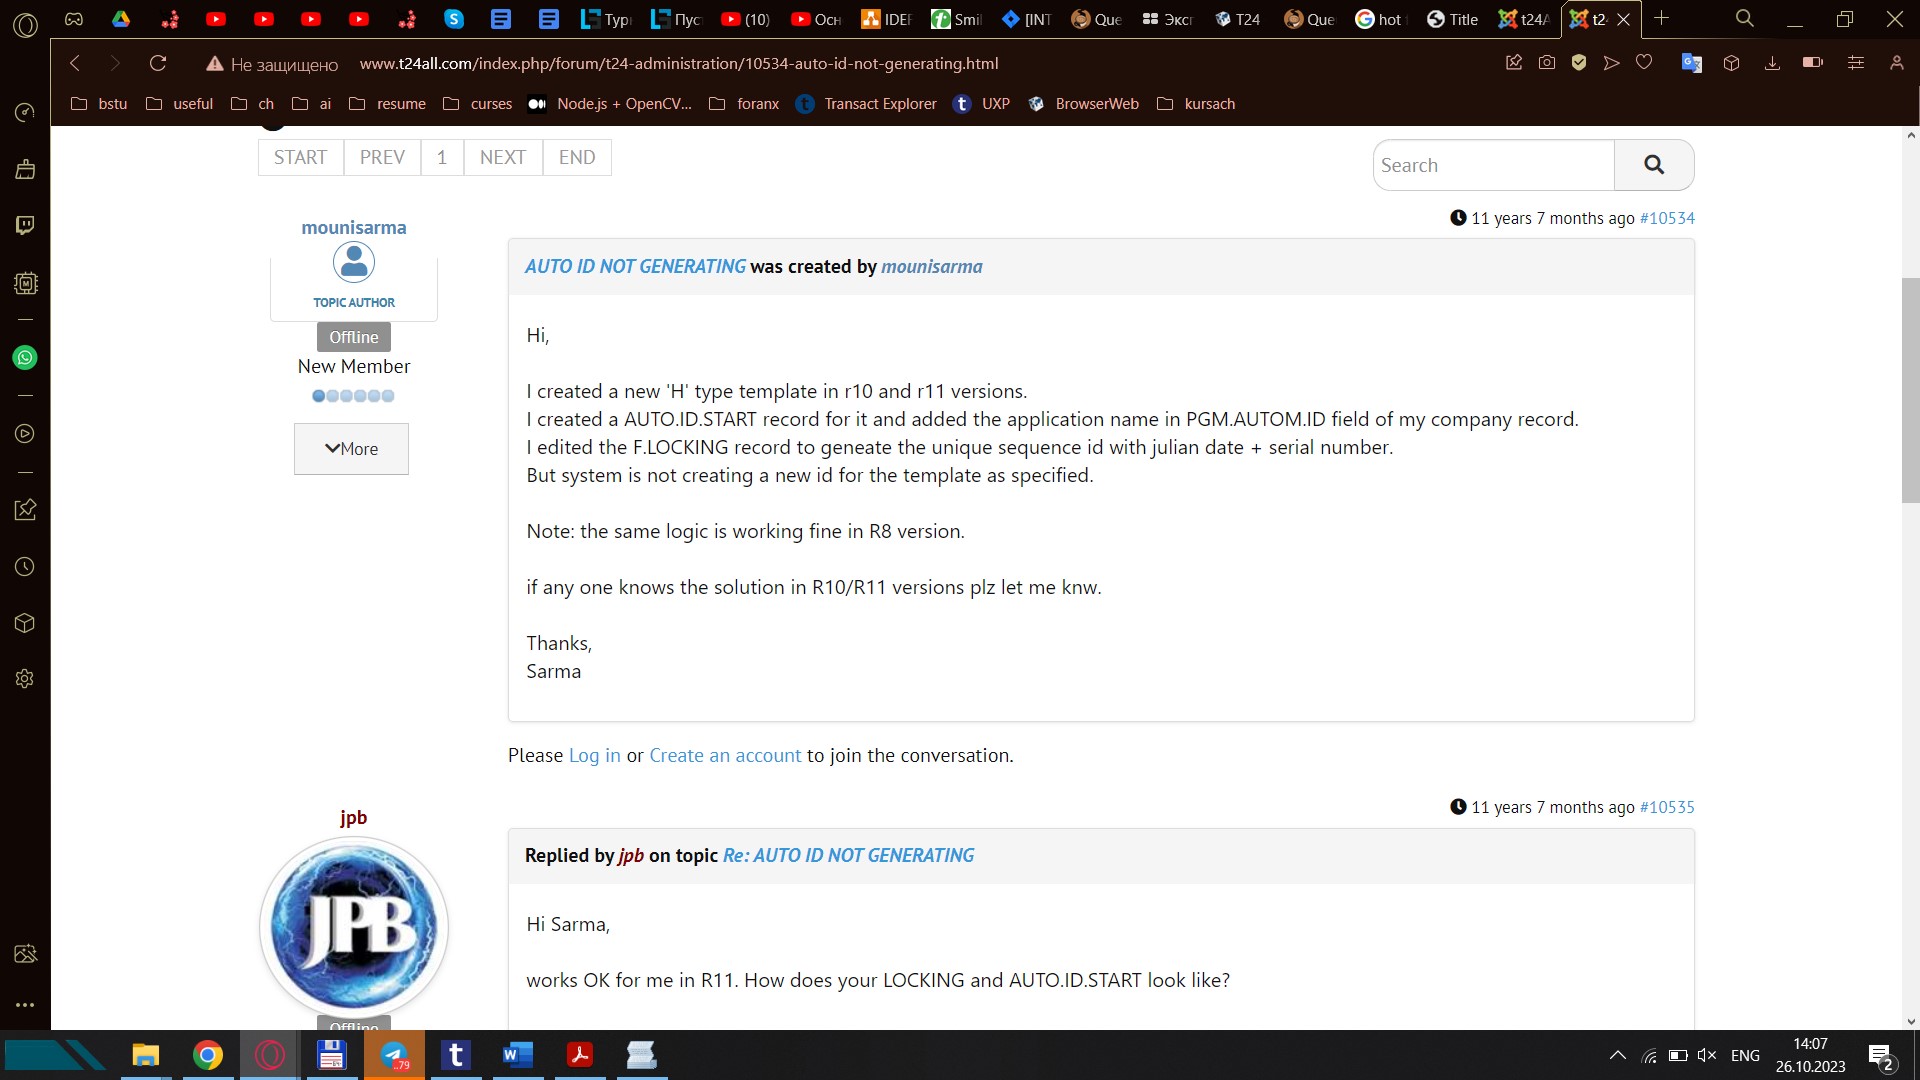 Тур
Пус
(10)
Осн
IDEF
Smil
[INT
Que
Экст
T24
Que
hot
Title
t24A
t2
Не защищено
www.t24all.com/index.php/forum/t24-administration/10534-auto-id-not-generating.html
bstu
useful
ch
ai
resume
curses
Node.js + OpenCV...
foranx
Transact Explorer
UXP
BrowserWeb
kursach
START PREV 1 NEXT END
Search
mounisarma
TOPIC AUTHOR
Offline
New Member
More
11 years 7 months ago #10534
AUTO ID NOT GENERATING was created by mounisarma
Hi,
I created a new 'H' type template in r10 and r11 versions.
I created a AUTO.ID.START record for it and added the application name in PGM.AUTOM.ID field of my company record.
I edited the F.LOCKING record to geneate the unique sequence id with julian date + serial number.
But system is not creating a new id for the template as specified.
Note: the same logic is working fine in R8 version.
if any one knows the solution in R10/R11 versions plz let me knw.
Thanks,
Sarma
Please Log in or Create an account to join the conversation.
jpb
JPB
Offline
11 years 7 months ago #10535
Replied by jpb on topic Re: AUTO ID NOT GENERATING
Hi Sarma,
works OK for me in R11. How does your LOCKING and AUTO.ID.START look like?
..79
ENG
14:07
26.10.2023
2